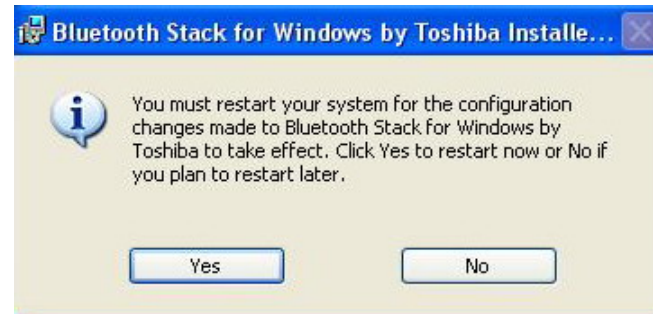 Bluetooth Stack for Windows by Toshiba Installe...
You must restart your system for the configuration
changes made to Bluetooth Stack for Windows by
Toshiba to take effect. Click Yes to restart now or No if
you plan to restart later.
Yes
No